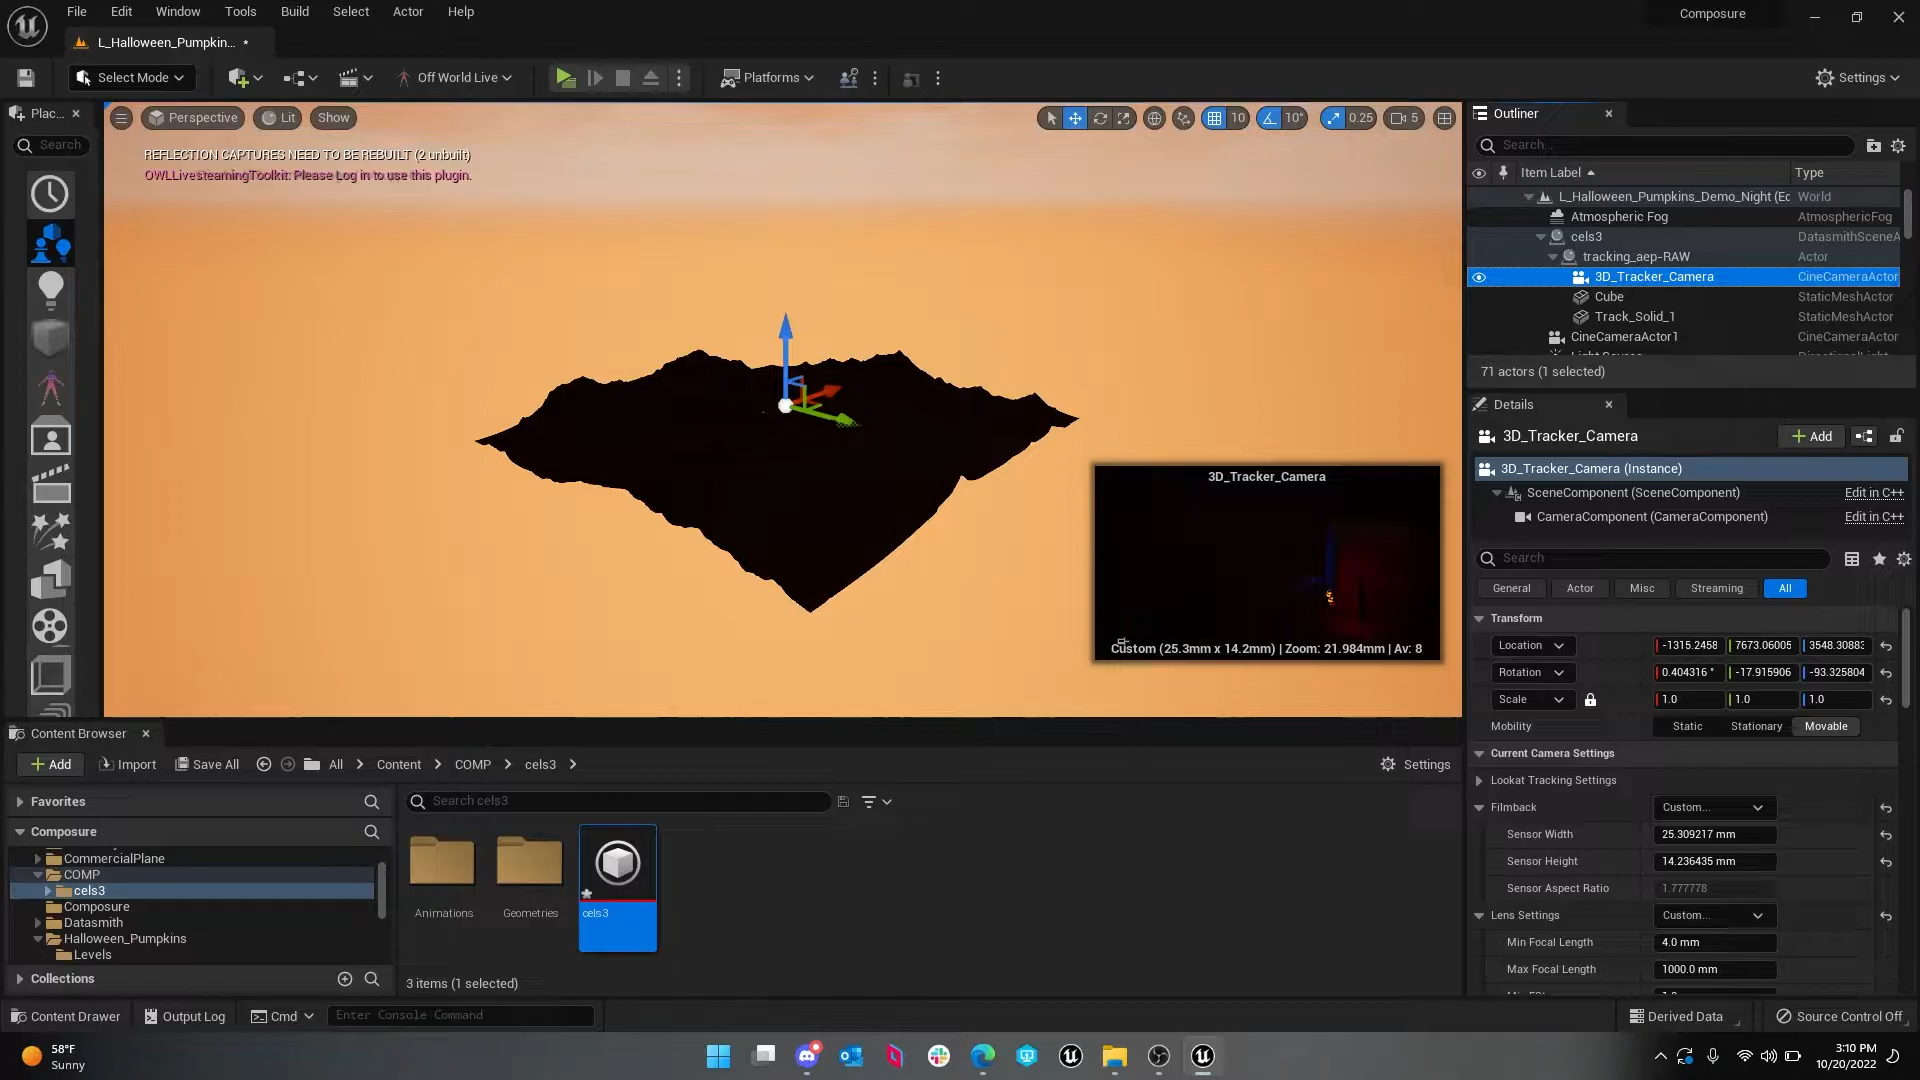 File Edit Window Tools Build Select Actor Help
Composure
L_Halloween_Pumpkin... •
Select Mode
Off World Live
Platforms
Settings
Plac...
Search
Perspective
Lit
Show
10
10°
0.25
5
REFLECTION CAPTURES NEED TO BE REBUILT (2 unbuilt)
OWLLivesteamingToolkit: Please Log in to use this plugin.
3D_Tracker_Camera
Custom (25.3mm x 14.2mm) | Zoom: 21.984mm | Av: 8
Outliner
Search...
Item Label
Type
L_Halloween_Pumpkins_Demo_Night (Ec World
Atmospheric Fog AtmosphericFog
cels3 DatasmithSceneA
tracking_aep-RAW Actor
3D_Tracker_Camera CineCameraActor
Cube StaticMeshActor
Track_Solid_1 StaticMeshActor
CineCameraActor1 CineCameraActor
71 actors (1 selected)
Details
3D_Tracker_Camera
Add
3D_Tracker_Camera (Instance)
SceneComponent (SceneComponent) Edit in C++
CameraComponent (CameraComponent) Edit in C++
Search
General Actor Misc Streaming All
Transform
Location -1315.2458 7673.06005 3548.30883
Rotation 0.404316 ° -17.915906 -93.325804
Scale 1.0 1.0 1.0
Mobility Static Stationary Movable
Current Camera Settings
Lookat Tracking Settings
Filmback Custom...
Sensor Width 25.309217 mm
Sensor Height 14.236435 mm
Sensor Aspect Ratio 1.777778
Lens Settings Custom...
Min Focal Length 4.0 mm
Max Focal Length 1000.0 mm
Content Browser
Add
Import
Save All
All
Content
COMP
cels3
Settings
Favorites
Composure
CommercialPlane
COMP
cels3
Composure
Datasmith
Halloween_Pumpkins
Levels
Collections
Search cels3
Animations
Geometries
cels3
3 items (1 selected)
Content Drawer
Output Log
Cmd
Enter Console Command
Derived Data
Source Control Off
58°F
Sunny
3:10 PM
10/20/2022